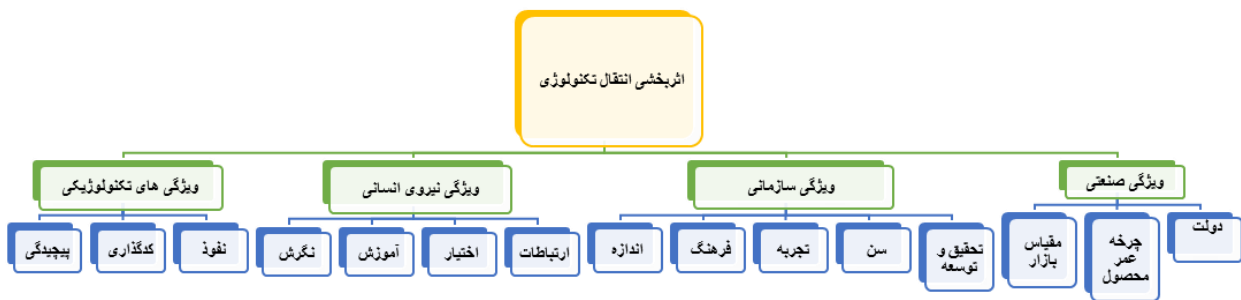 اثربخشی انتقال تکنولوژی
ویژگی صنعتی
ویژگی سازمانی
ویژگی نیروی انسانی
ویژگی های تکنولوژیکی
دولت
چرخه
عمر
محصول
مقیاس
بازار
تحقیق و
توسعه
سن
تجربه
فرهنگ
اندازه
ارتباطات
اختیار
آموزش
نگرش
نفوذ
کدگذاری
پیچیدگی